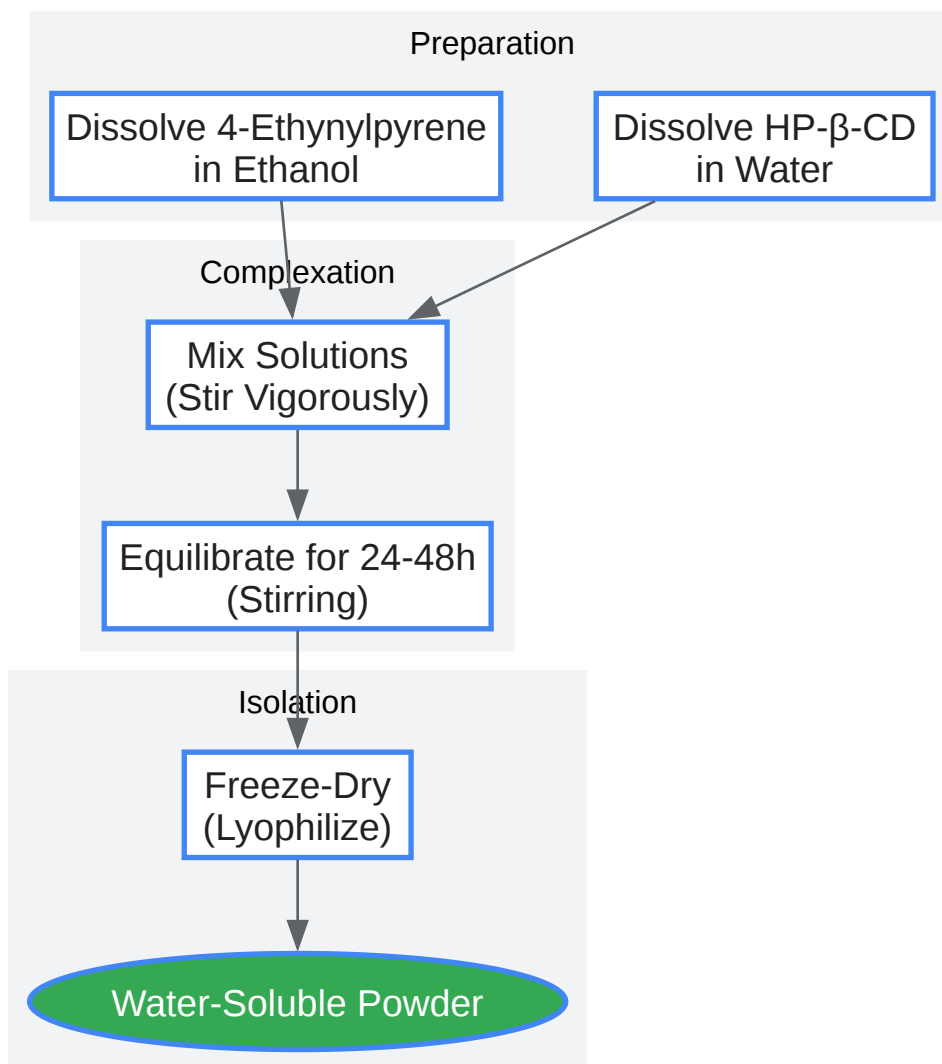 Preparation
Dissolve 4-Ethynylpyrene
in Ethanol
Dissolve HP-β-CD
in Water
Complexation
Mix Solutions
(Stir Vigorously)
Equilibrate for 24-48h
(Stirring)
Isolation
Freeze-Dry
(Lyophilize)
Water-Soluble Powder